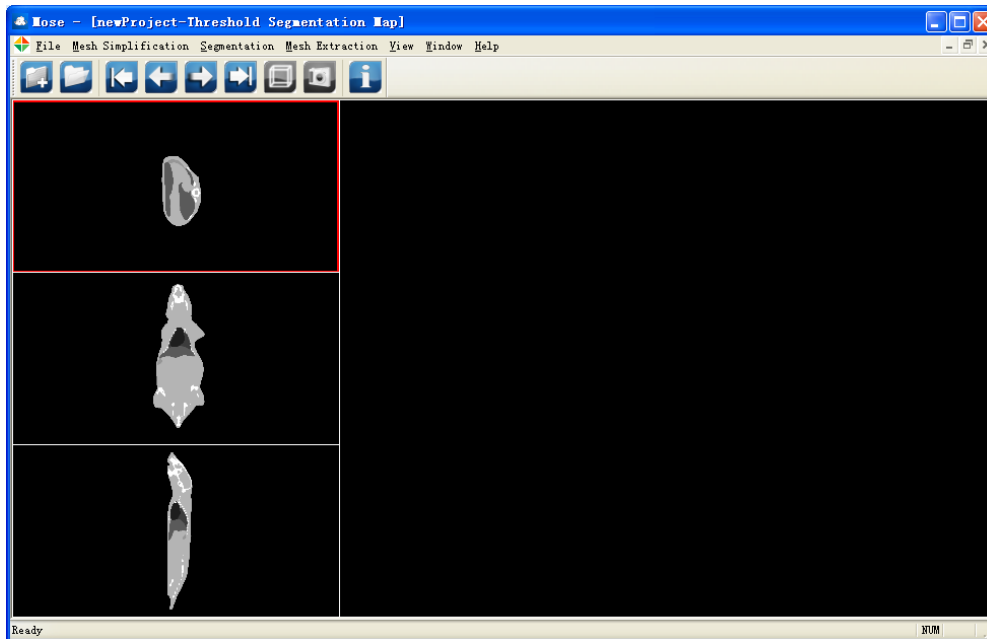 Mose - [newProject-Threshold Segmentation Map]
File Mesh Simplification Segmentation Mesh Extraction View Window Help
Ready NUM